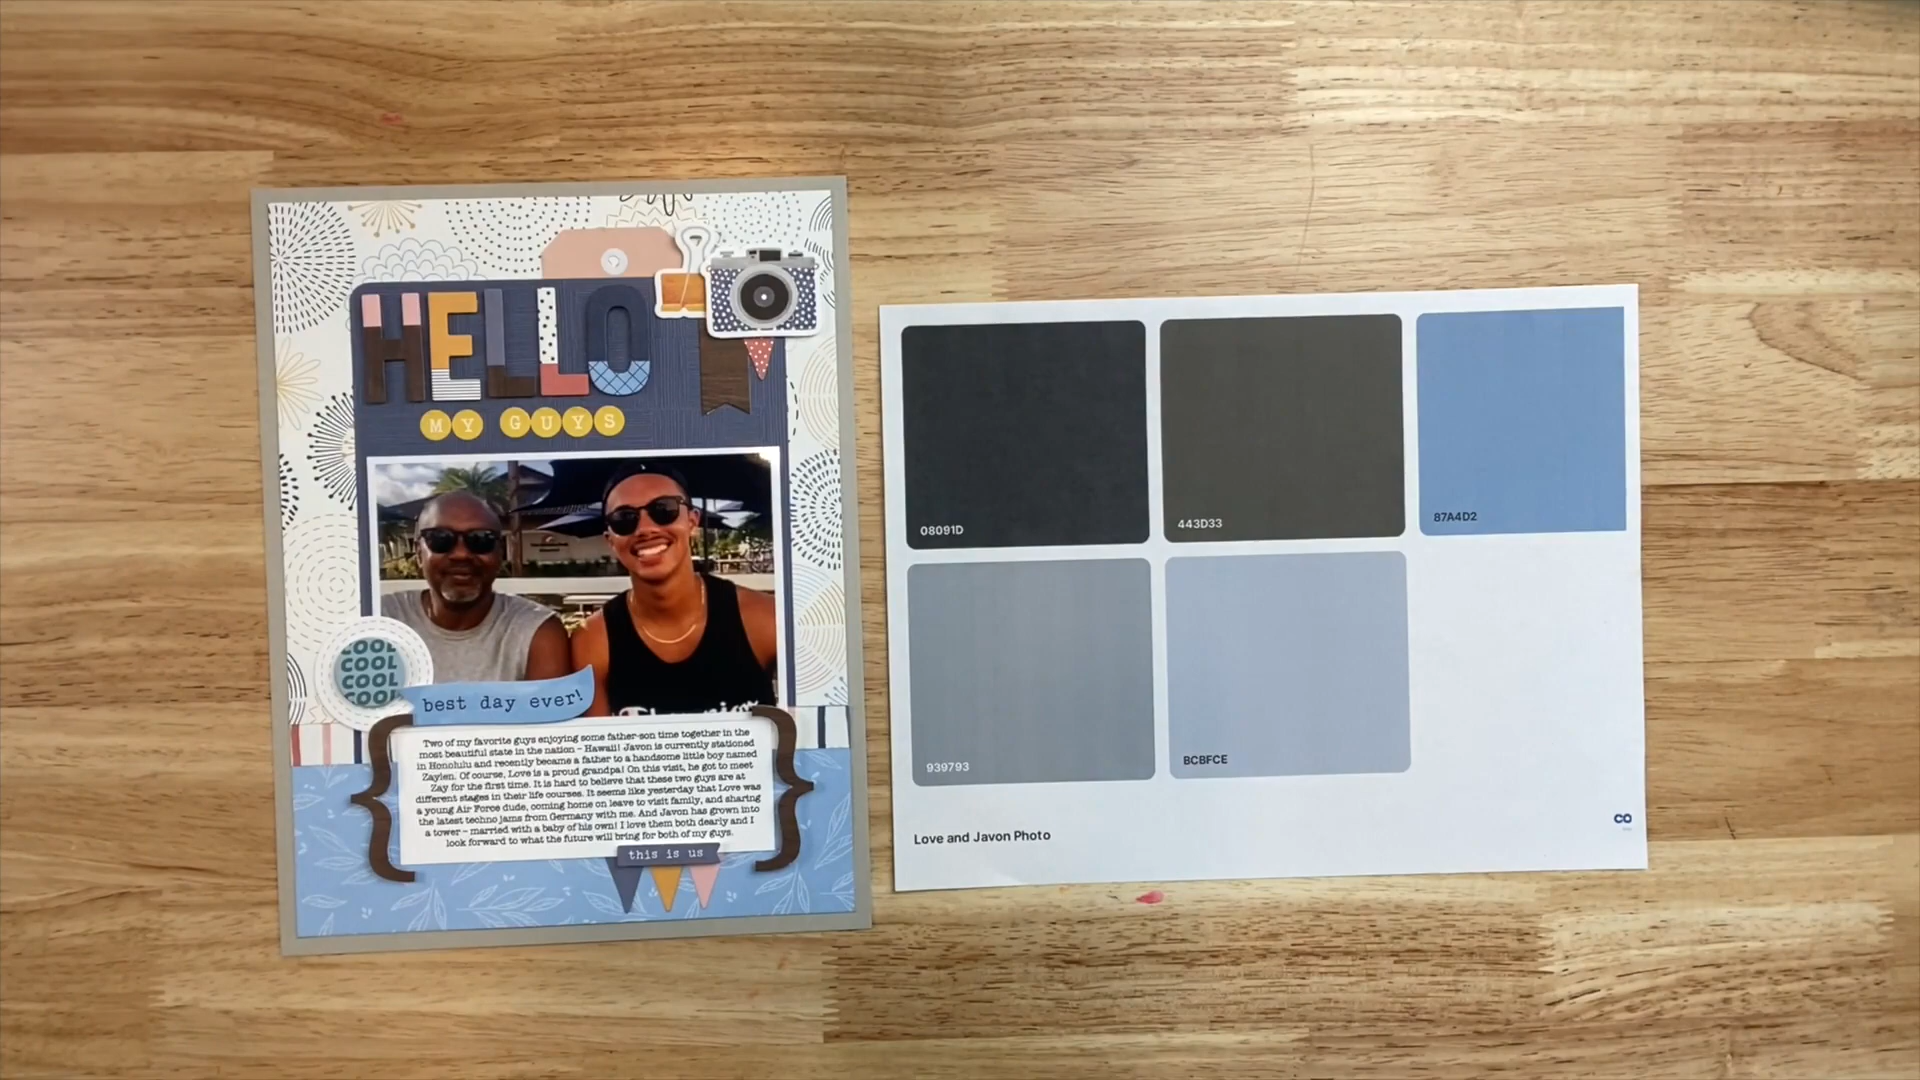 HELLO
MY GUYS
COOL
COOL
COOL
COOL
best day ever!
Two of my favorite guys enjoying some father-son time together in the
most beautiful state in the nation – Hawaii! Javon is currently stationed
in Honolulu and recently became a father to a handsome little boy named
Zaylen. Of course, Love is a proud grandpa! On this visit, he got to meet
Zay for the first time. It is hard to believe that these two guys are at
different stages in their life courses. It seems like yesterday that Love was
a young Air Force dude, coming home on leave to visit family, and sharing
the latest techno jams from Germany with me. And Javon has grown into
a tower – married with a baby of his own! I love them both dearly and I
look forward to what the future will bring for both of my guys.
this is us
08091D
443D33
87A4D2
939793
BCBFCE
Love and Javon Photo
CO